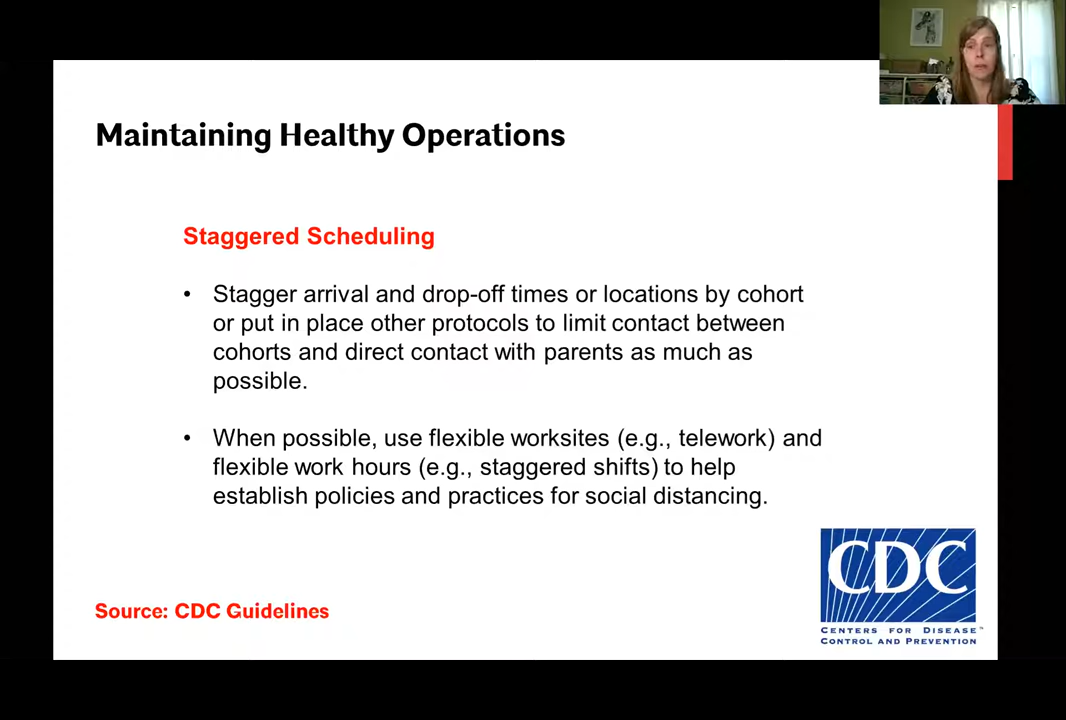 Maintaining Healthy Operations
Staggered Scheduling
• Stagger arrival and drop-off times or locations by cohort
or put in place other protocols to limit contact between
cohorts and direct contact with parents as much as
possible.
• When possible, use flexible worksites (e.g., telework) and
flexible work hours (e.g., staggered shifts) to help
establish policies and practices for social distancing.
Source: CDC Guidelines
CDC
CENTERS FOR DISEASE™
CONTROL AND PREVENTION